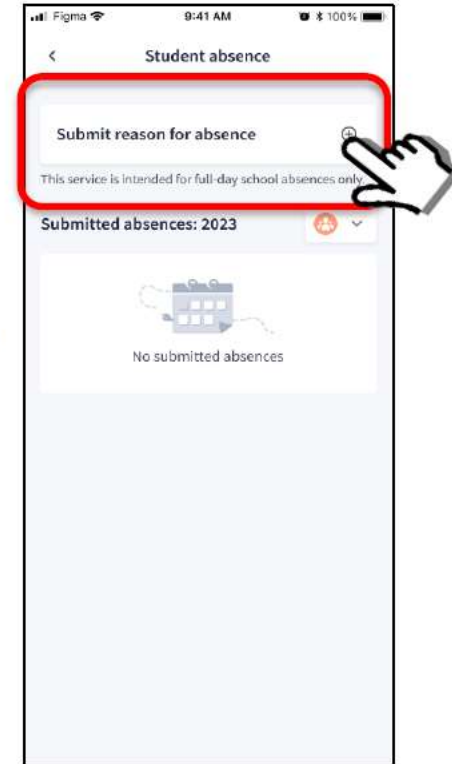 Figma 9:41 AM 100%
Student absence
Submit reason for absence
This service is intended for full-day school absences only
Submitted absences: 2023
No submitted absences